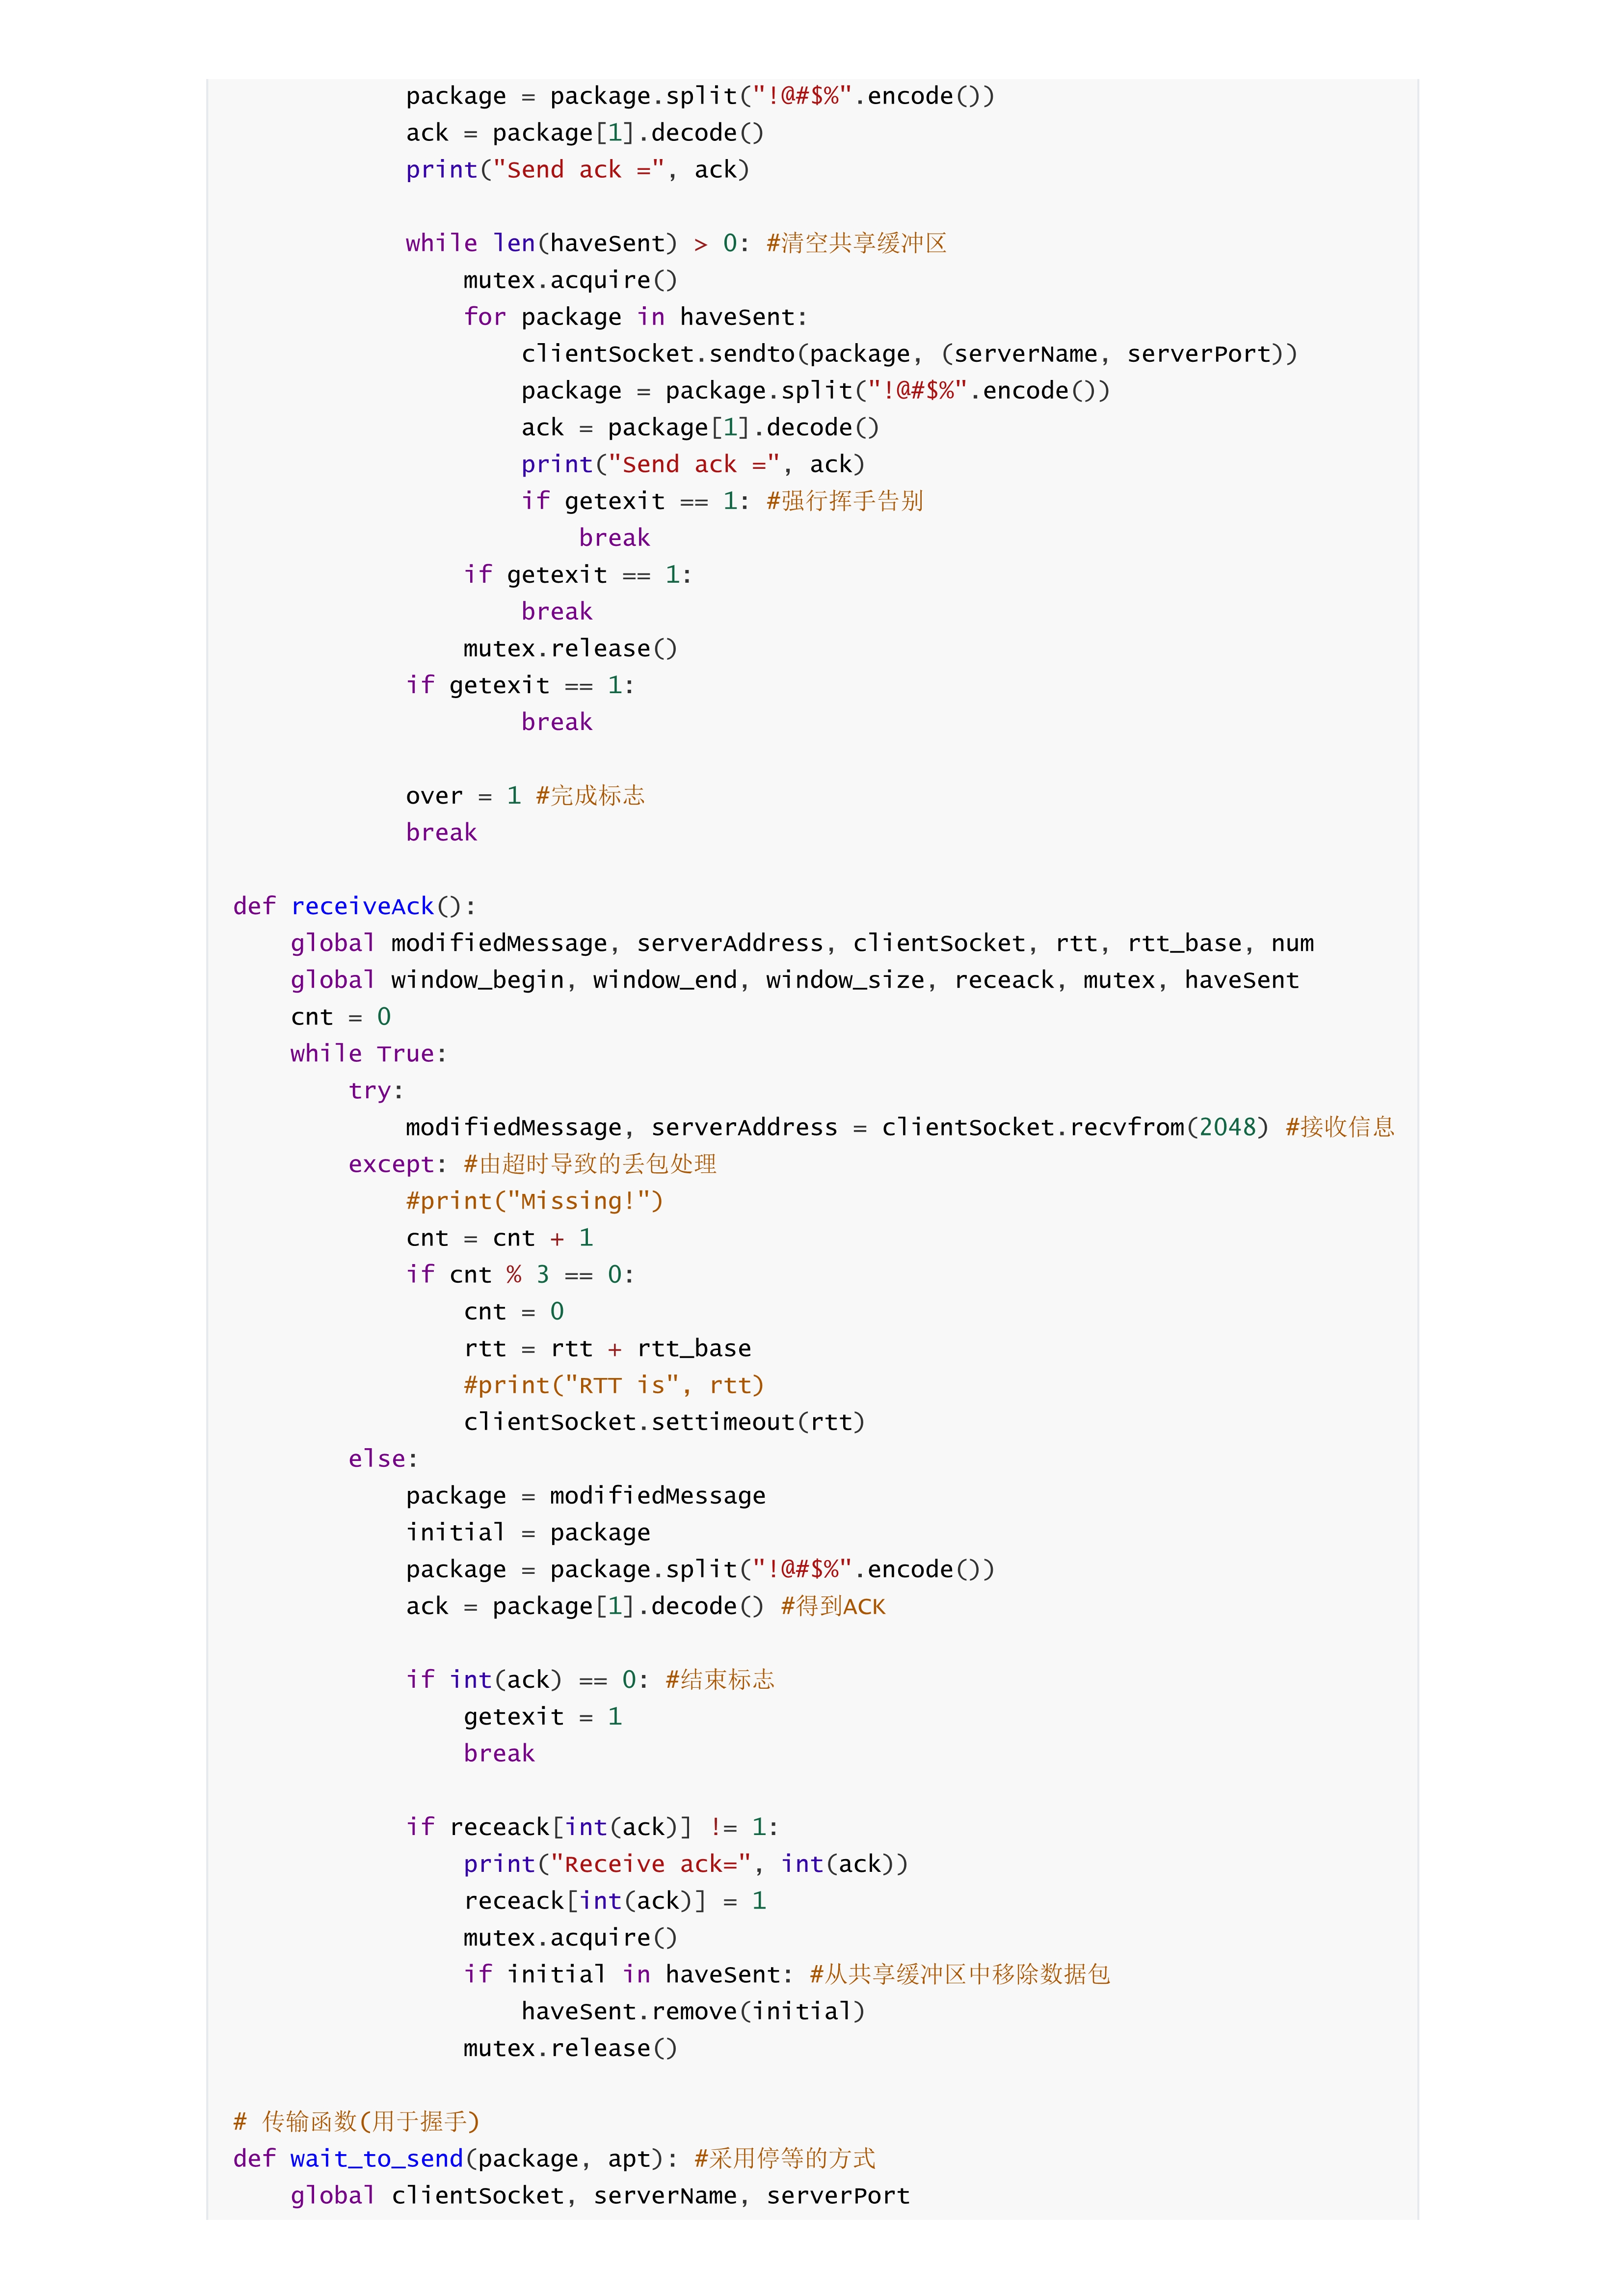 package = package.split("!@#$%".encode())
            ack = package[1].decode()
            print("Send ack =", ack)

            while len(haveSent) > 0: #清空共享缓冲区
                mutex.acquire()
                for package in haveSent:
                    clientSocket.sendto(package, (serverName, serverPort))
                    package = package.split("!@#$%".encode())
                    ack = package[1].decode()
                    print("Send ack =", ack)
                    if getexit == 1: #强行挥手告别
                        break
                if getexit == 1:
                    break
                mutex.release()
            if getexit == 1:
                    break

            over = 1 #完成标志
            break

def receiveAck():
    global modifiedMessage, serverAddress, clientSocket, rtt, rtt_base, num
    global window_begin, window_end, window_size, receack, mutex, haveSent
    cnt = 0
    while True:
        try:
            modifiedMessage, serverAddress = clientSocket.recvfrom(2048) #接收信息
        except: #由超时导致的丢包处理
            #print("Missing!")
            cnt = cnt + 1
            if cnt % 3 == 0:
                cnt = 0
                rtt = rtt + rtt_base
                #print("RTT is", rtt)
                clientSocket.settimeout(rtt)
        else:
            package = modifiedMessage
            initial = package
            package = package.split("!@#$%".encode())
            ack = package[1].decode() #得到ACK

            if int(ack) == 0: #结束标志
                getexit = 1
                break

            if receack[int(ack)] != 1:
                print("Receive ack=", int(ack))
                receack[int(ack)] = 1
                mutex.acquire()
                if initial in haveSent: #从共享缓冲区中移除数据包
                    haveSent.remove(initial)
                mutex.release()

# 传输函数(用于握手)
def wait_to_send(package, apt): #采用停等的方式
    global clientSocket, serverName, serverPort